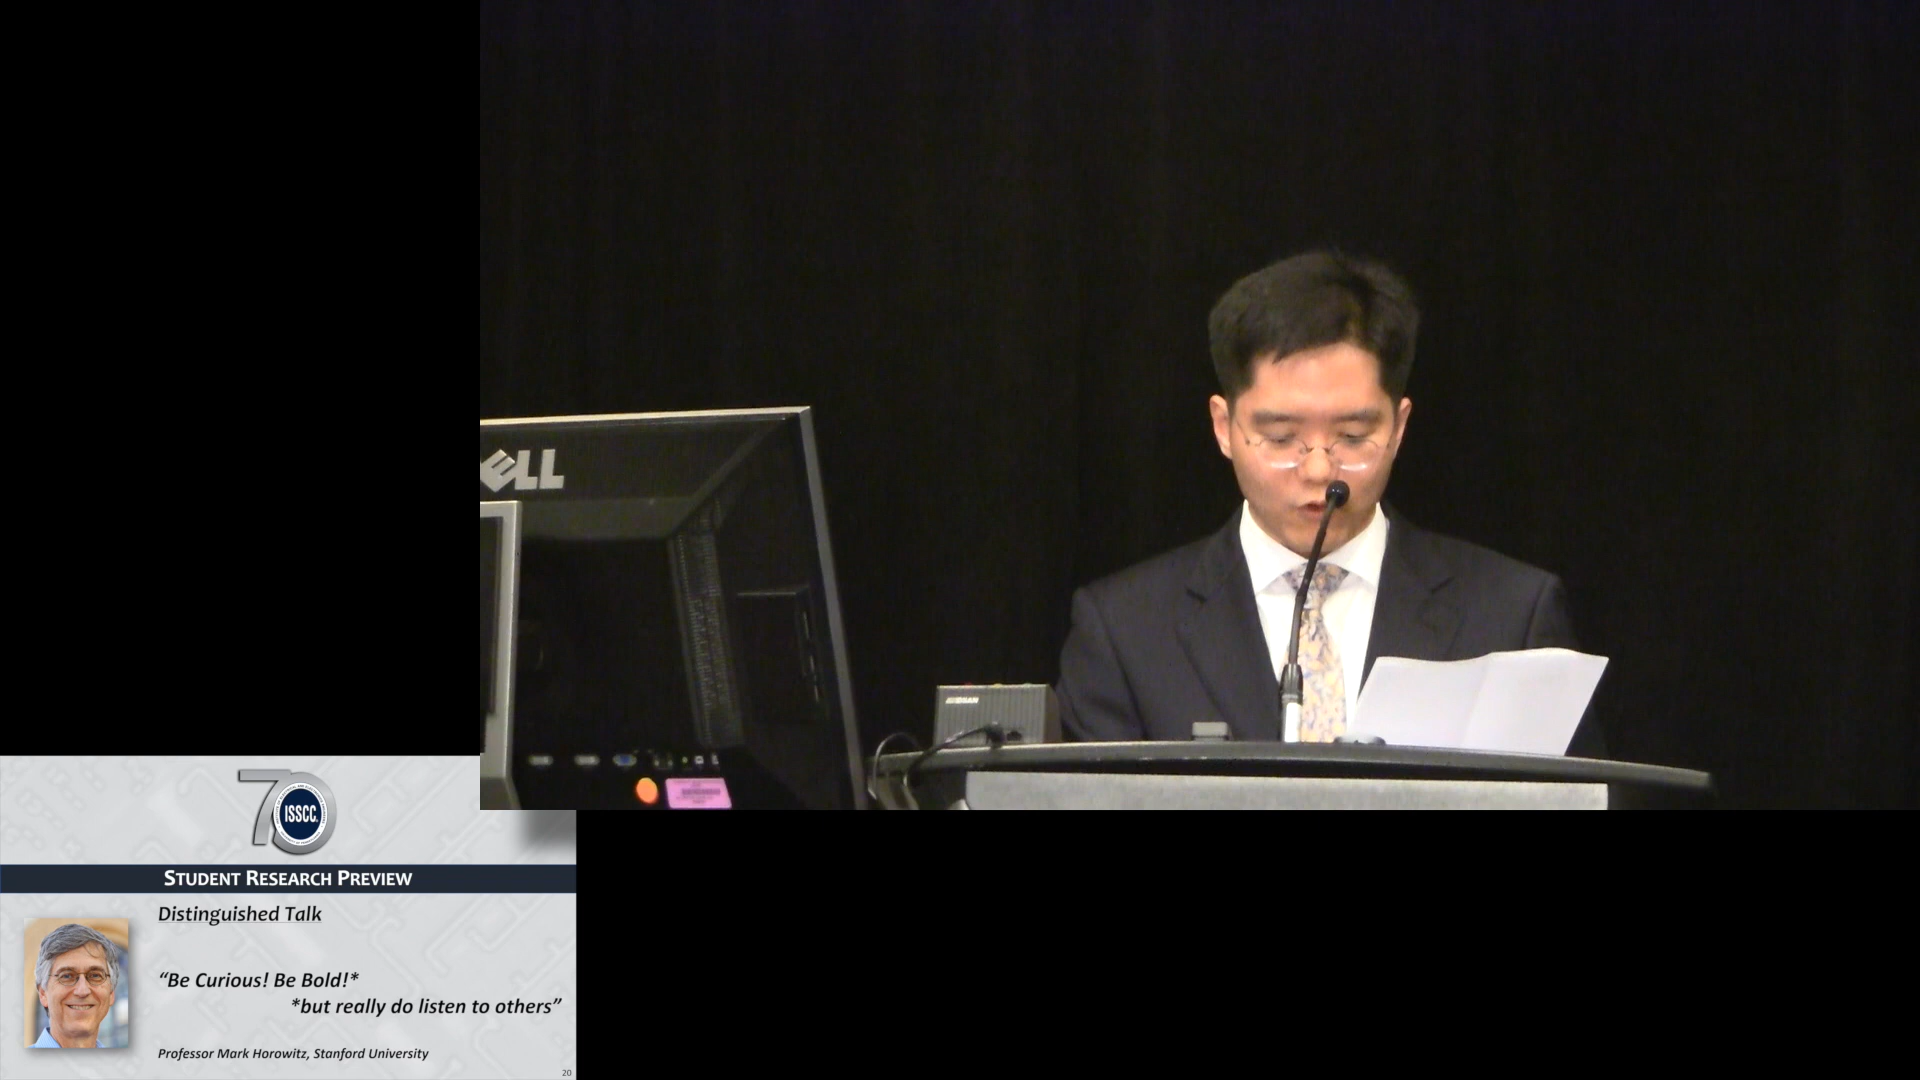 DELL
70
ISSCC
STUDENT RESEARCH PREVIEW
Distinguished Talk
“Be Curious! Be Bold!*
*but really do listen to others”
Professor Mark Horowitz, Stanford University
20